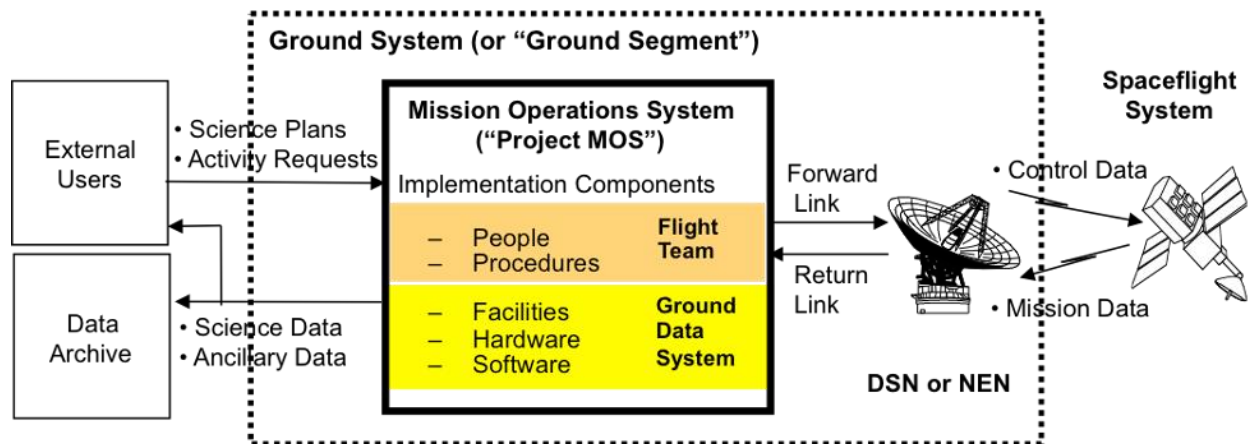 Ground System (or “Ground Segment”)
External
Users
• Science Plans
• Activity Requests
Mission Operations System
(“Project MOS”)
Implementation Components
– People
– Procedures
Flight
Team
– Facilities
– Hardware
– Software
Ground
Data
System
Data
Archive
• Science Data
• Ancillary Data
Forward
Link
Return
Link
DSN or NEN
• Control Data
• Mission Data
Spaceflight
System